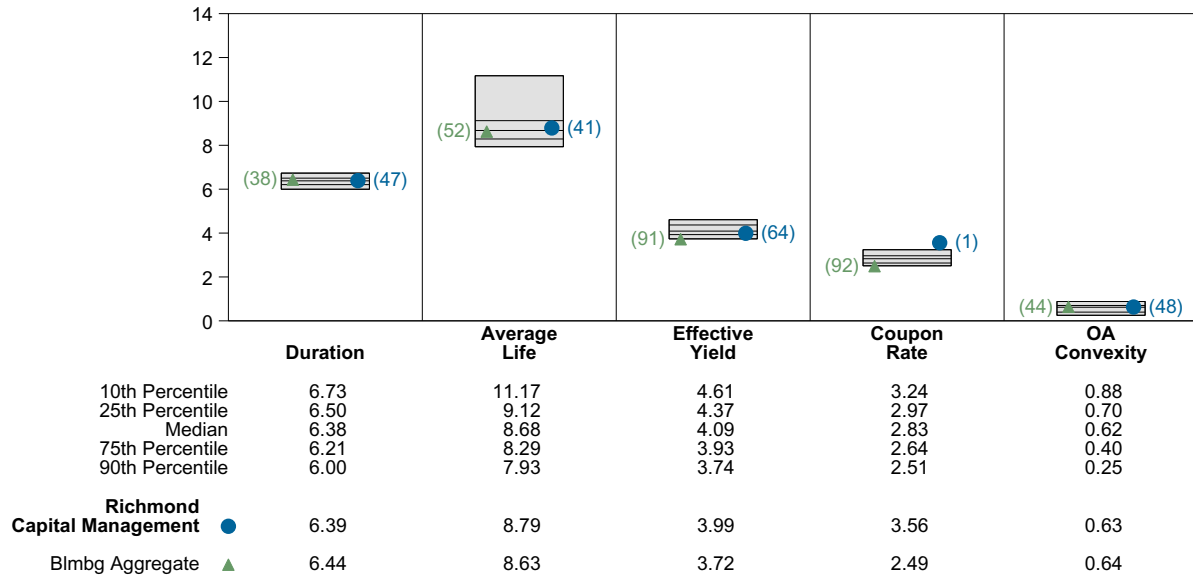 14
12
10
8
6
4
2
0
(38) (47)
(52) (41)
(91) (64)
(92) (1)
(44) (48)
Duration Average Life Effective Yield Coupon Rate OA Convexity
10th Percentile 6.73 11.17 4.61 3.24 0.88
25th Percentile 6.50 9.12 4.37 2.97 0.70
Median 6.38 8.68 4.09 2.83 0.62
75th Percentile 6.21 8.29 3.93 2.64 0.40
90th Percentile 6.00 7.93 3.74 2.51 0.25
Richmond
Capital Management 6.39 8.79 3.99 3.56 0.63
Blmbg Aggregate 6.44 8.63 3.72 2.49 0.64